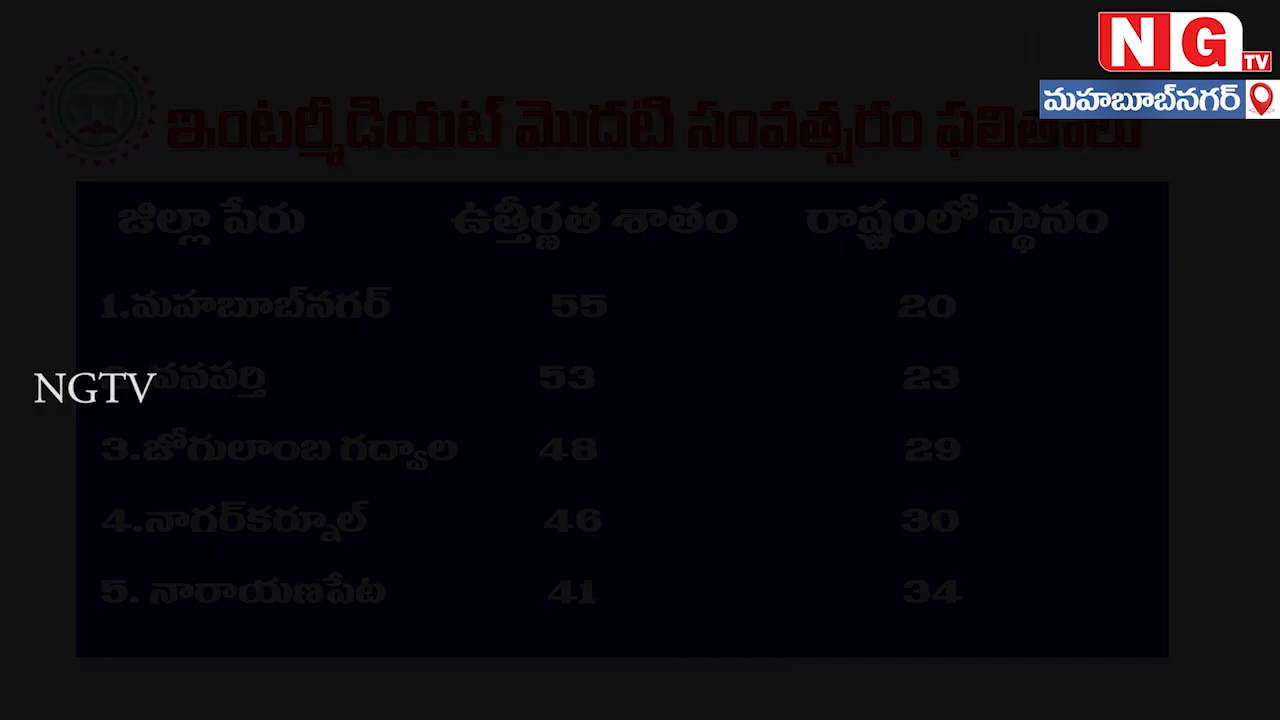 NG TV
మహబూబ్‌నగర్
ఇంటర్మీడియట్ మొదటి సంవత్సరం ఫలితాలు
జిల్లా పేరు ఉత్తీర్ణత శాతం రాష్ట్రంలో స్థానం
1.మహబూబ్‌నగర్ 55 20
వనపర్తి 53 23
NGTV
3.జోగులాంబ గద్వాల 48 29
4.నాగర్‌కర్నూల్ 46 30
5. నారాయణపేట 41 34